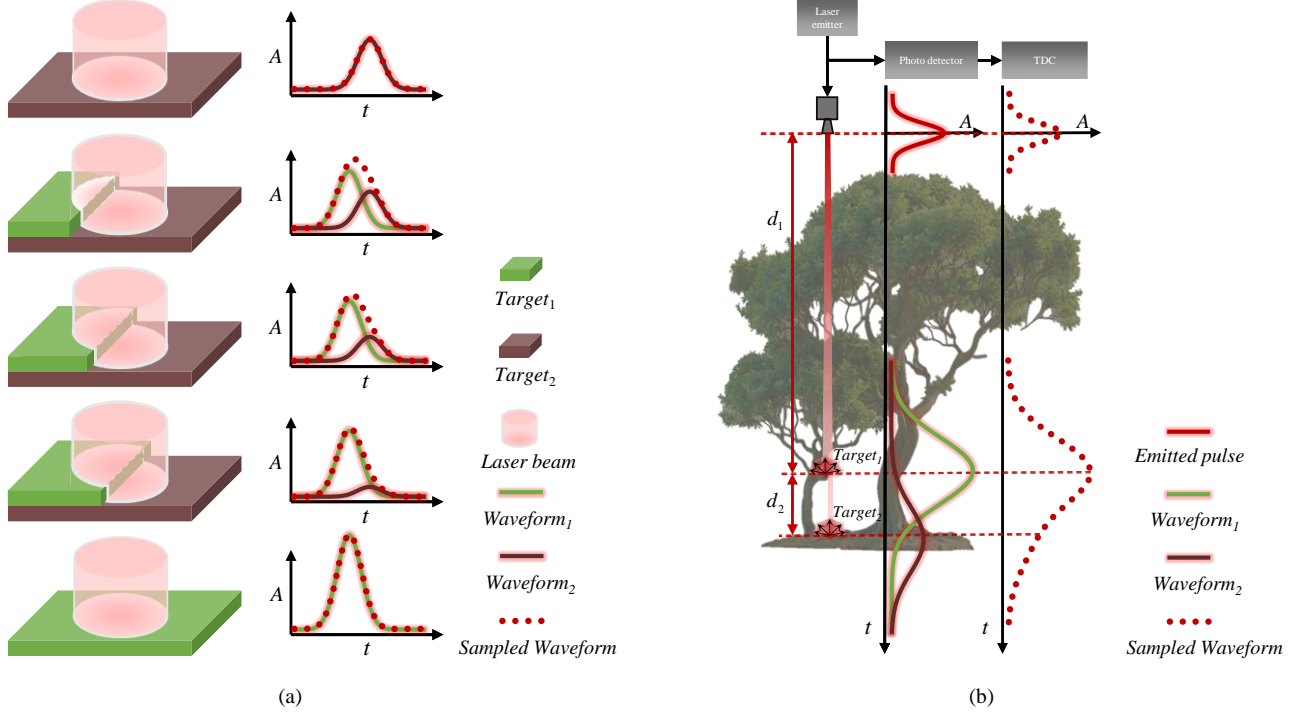 A
t
A
t
A
t
A
t
A
t
Target1
Target2
Laser beam
Waveform1
Waveform2
Sampled Waveform
(a)
Laser
emitter
Photo detector
TDC
A
A
d1
Target1
d2
Target2
t
t
Emitted pulse
Waveform1
Waveform2
Sampled Waveform
(b)